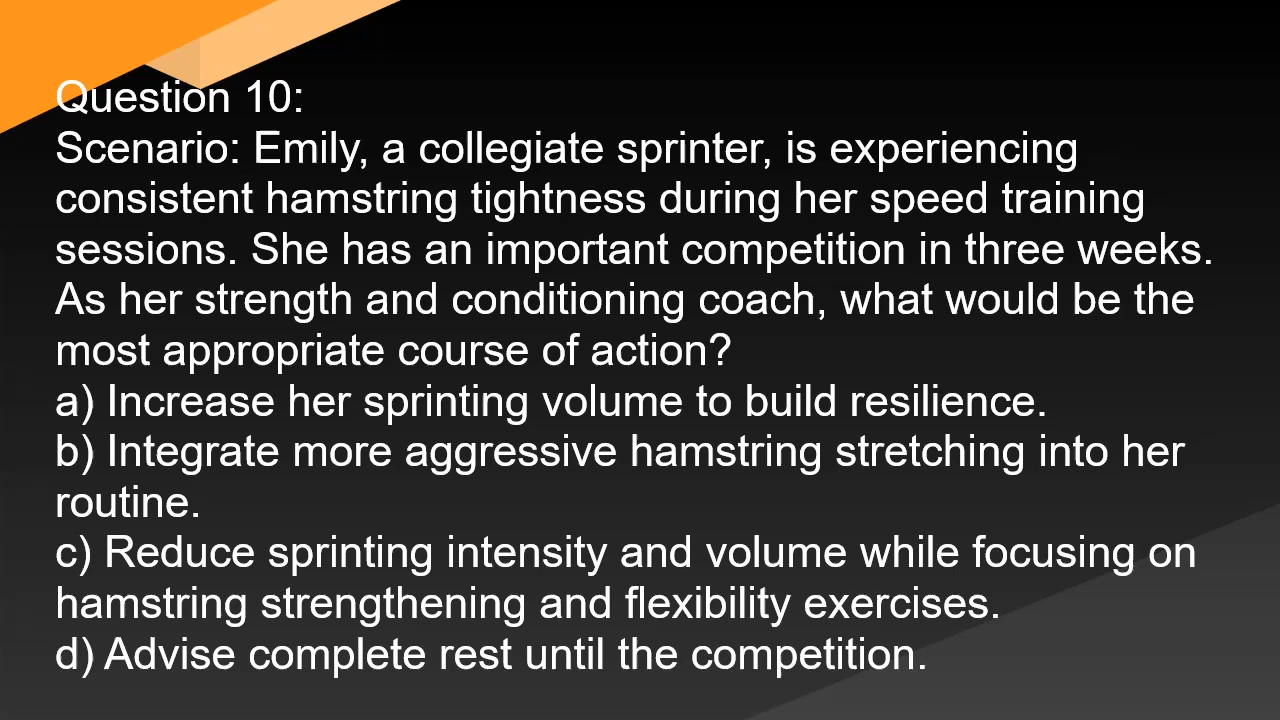 Question 10:
Scenario: Emily, a collegiate sprinter, is experiencing
consistent hamstring tightness during her speed training
sessions. She has an important competition in three weeks.
As her strength and conditioning coach, what would be the
most appropriate course of action?
a) Increase her sprinting volume to build resilience.
b) Integrate more aggressive hamstring stretching into her
routine.
c) Reduce sprinting intensity and volume while focusing on
hamstring strengthening and flexibility exercises.
d) Advise complete rest until the competition.